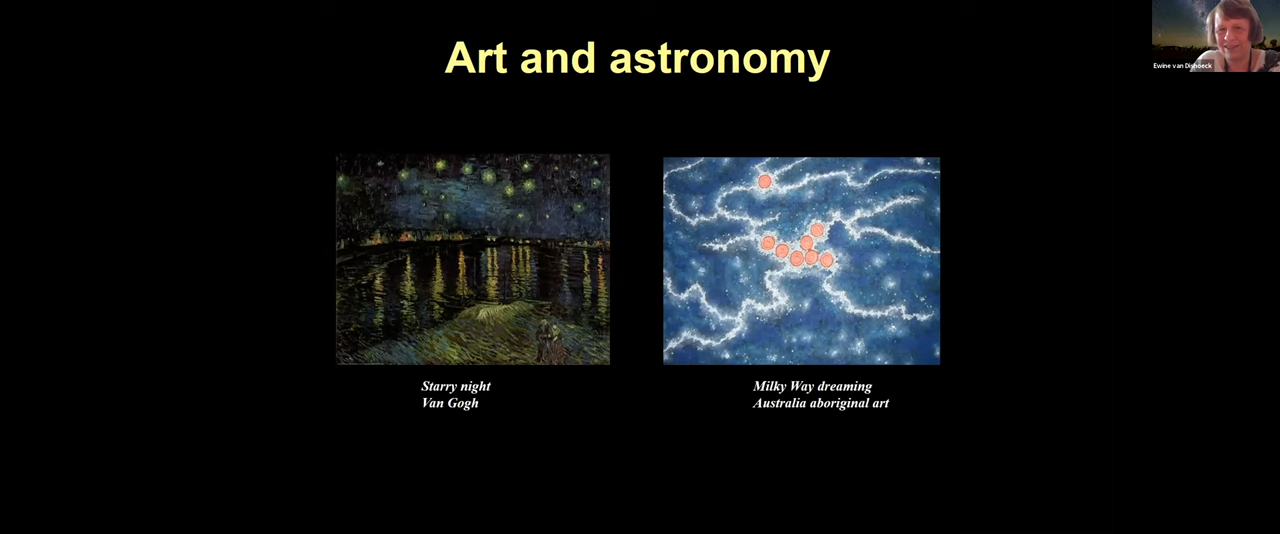 Art and astronomy
Ewine van Dishoeck
Starry night
Van Gogh
Milky Way dreaming
Australia aboriginal art